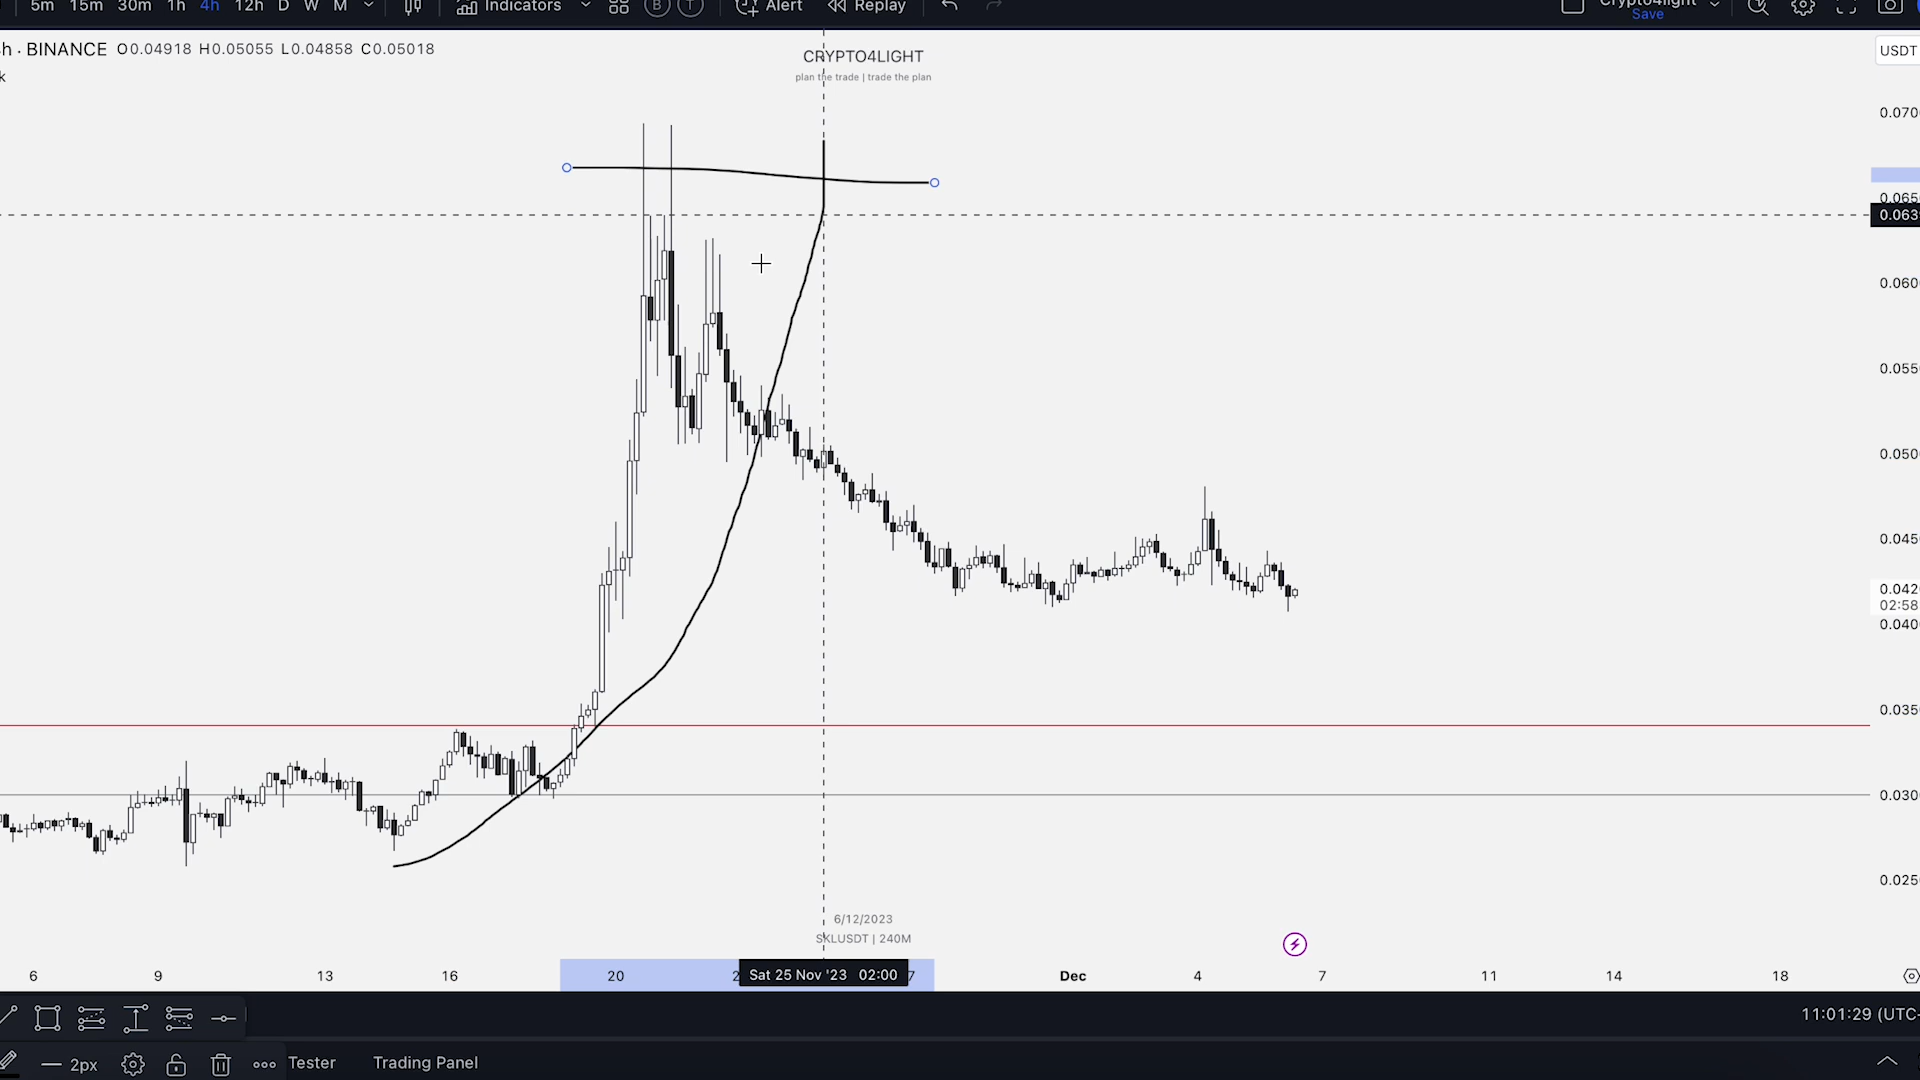 5m 15m 30m 1h 4h 12h D W M Indicators B T Alert Replay
Save
h · BINANCE O0.04918 H0.05055 L0.04858 C0.05018
k
USDT
CRYPTO4LIGHT
plan the trade | trade the plan
0.070
0.065
0.063
0.060
0.055
0.050
0.045
0.042
02:58
0.040
0.035
0.030
0.025
6/12/2023
SKLUSDT | 240M
6 9 13 16 20 2 Sat 25 Nov '23 02:00 7 Dec 4 7 11 14 18
11:01:29 (UTC-
2px Tester Trading Panel